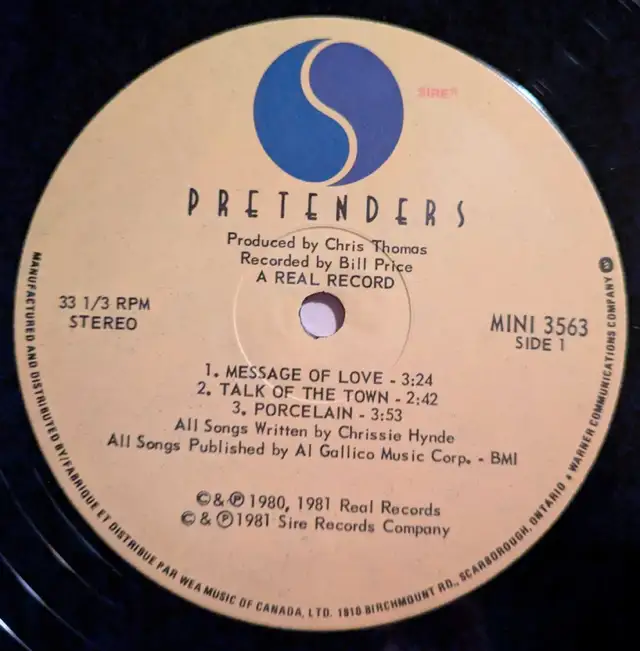 SIRE®
PRETENDERS
Produced by Chris Thomas
Recorded by Bill Price
A REAL RECORD
33 1/3 RPM
STEREO
MINI 3563
SIDE 1
1. MESSAGE OF LOVE - 3:24
2. TALK OF THE TOWN - 2:42
3. PORCELAIN - 3:53
All Songs Written by Chrissie Hynde
All Songs Published by Al Gallico Music Corp. - BMI
©&℗ 1980, 1981 Real Records
© & ℗1981 Sire Records Company
MANUFACTURED AND DISTRIBUTED BY/FABRIQUE ET DISTRIBUE PAR WEA MUSIC OF CANADA, LTD. 1810 BIRCHMOUNT RD., SCARBOROUGH, ONTARIO • WARNER COMMUNICATIONS COMPANY